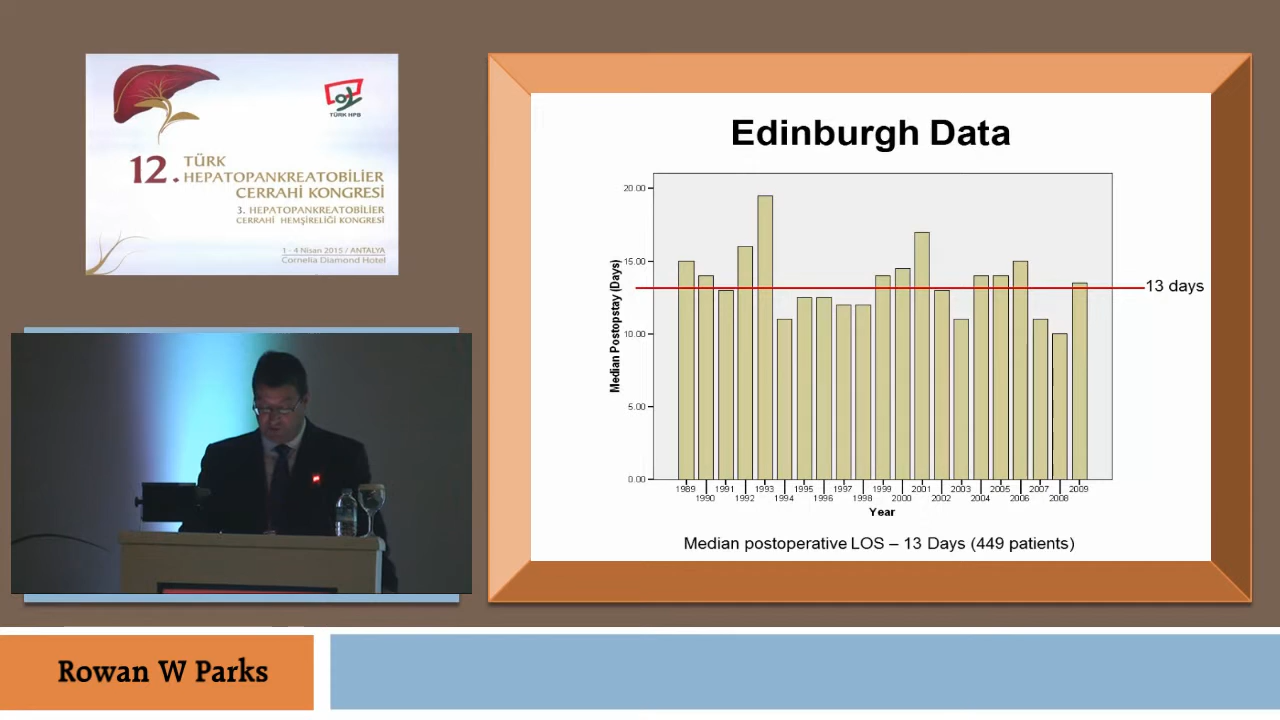 TÜRK HPB
12. TÜRK
HEPATOPANKREATOBİLİER
CERRAHİ KONGRESİ
3. HEPATOPANKREATOBİLİER
CERRAHİ HEMŞİRELİĞİ KONGRESİ
1 - 4 Nisan 2015 / ANTALYA
Cornelia Diamond Hotel
Edinburgh Data
20.00
15.00
10.00
5.00
0.00
Median Postopstay (Days)
13 days
1989 1990 1991 1992 1993 1994 1995 1996 1997 1998 1999 2000 2001 2002 2003 2004 2005 2006 2007 2008 2009
Year
Median postoperative LOS – 13 Days (449 patients)
Rowan W Parks